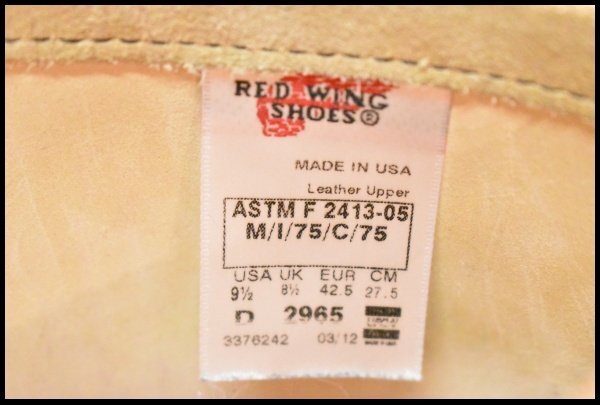 RED WING
SHOES®
MADE IN USA
Leather Upper
ASTM F 2413-05
M/I/75/C/75
USA UK EUR CM
9½ 8½ 42.5 27.5
D 2965
3376242 03/12